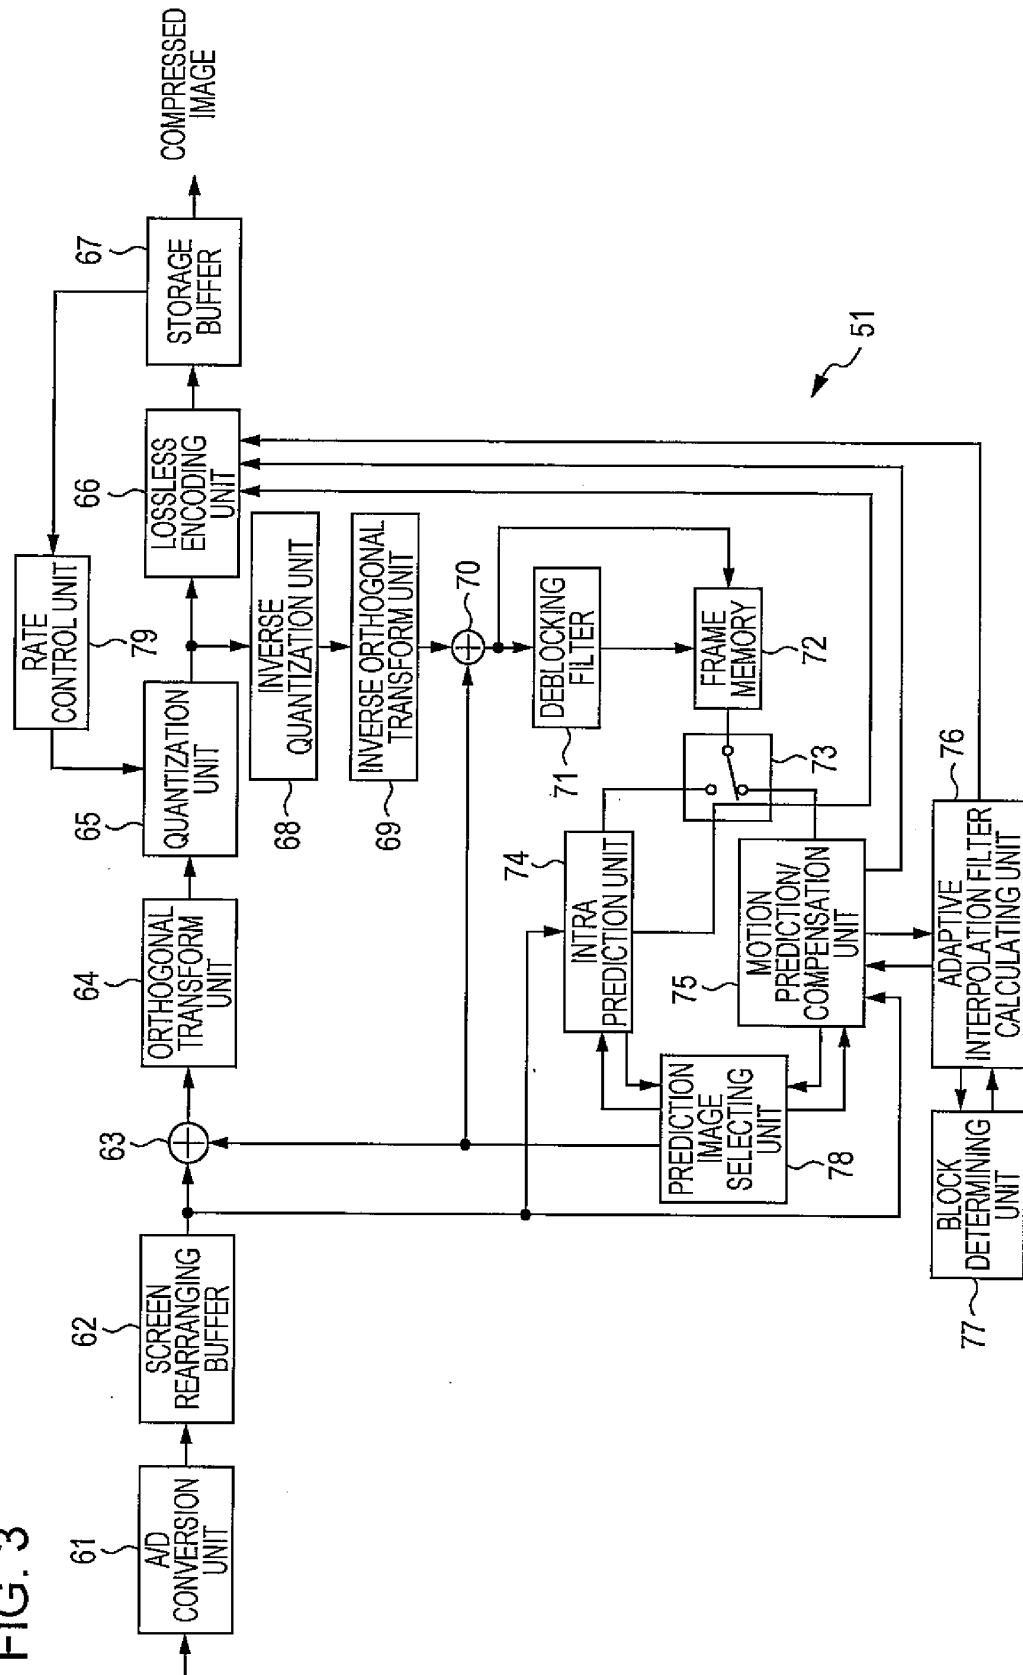 FIG. 3
61
A/D
CONVERSION
UNIT
62
SCREEN
REARRANGING
BUFFER
63
64
ORTHOGONAL
TRANSFORM
UNIT
65
QUANTIZATION
UNIT
RATE
CONTROL UNIT
79
66
LOSSLESS
ENCODING
UNIT
67
STORAGE
BUFFER
COMPRESSED
IMAGE
INVERSE
QUANTIZATION UNIT
68
INVERSE ORTHOGONAL
TRANSFORM UNIT
69
70
DEBLOCKING
FILTER
71
FRAME
MEMORY
72
73
74
INTRA
PREDICTION UNIT
75
MOTION
PREDICTION/
COMPENSATION
UNIT
PREDICTION
IMAGE
SELECTING
UNIT
78
76
ADAPTIVE
INTERPOLATION FILTER
CALCULATING UNIT
BLOCK
DETERMINING
UNIT
77
51